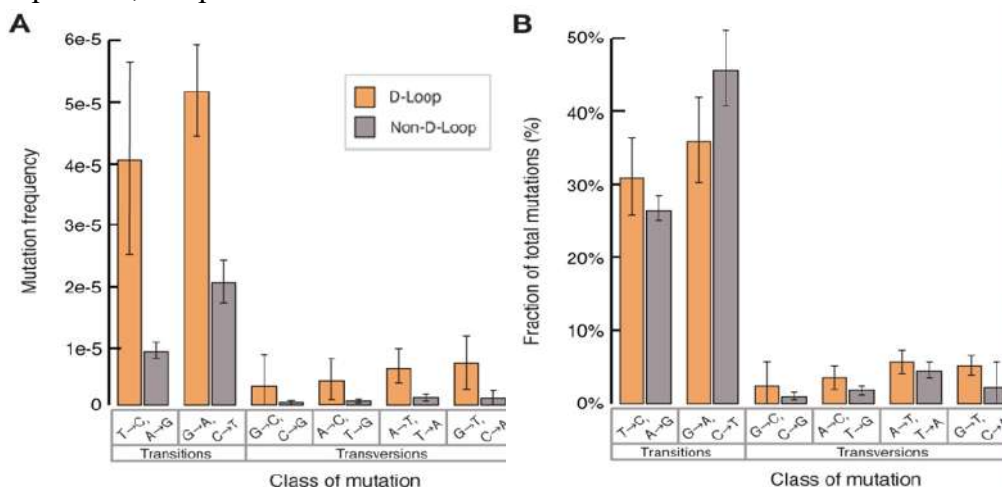 A
6e-5
5e-5
4e-5
3e-5
2e-5
1e-5
0
Mutation frequency
D-Loop
Non-D-Loop
T→C, A→G
G→A, C→T
G→C, C→G
A→C, T→G
A→T, T→A
G→T, C→A
Transitions
Transversions
Class of mutation
B
50%
40%
30%
20%
10%
0%
Fraction of total mutations (%)
T→C, A→G
G→A, C→T
G→C, C→G
A→C, T→G
A→T, T→A
G→T, C→A
Transitions
Transversions
Class of mutation